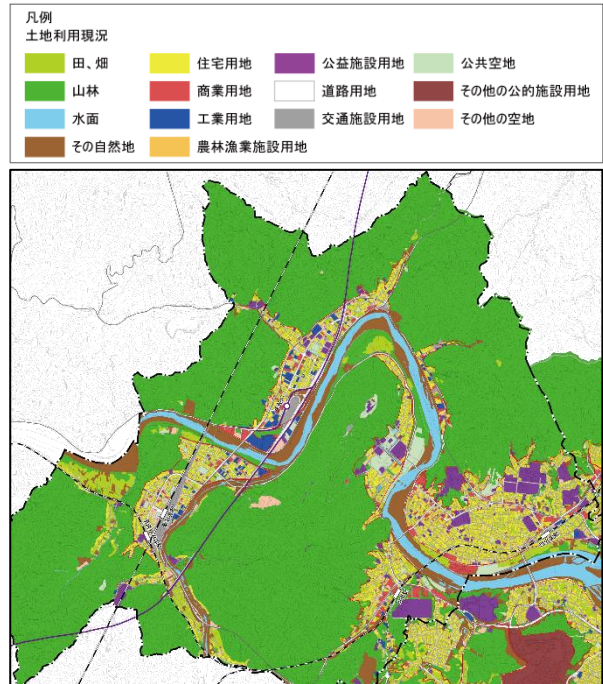 凡例
土地利用現況
田、畑 住宅用地 公益施設用地 公共空地
山林 商業用地 道路用地 その他の公的施設用地
水面 工業用地 交通施設用地 その他の空地
その自然地 農林漁業施設用地